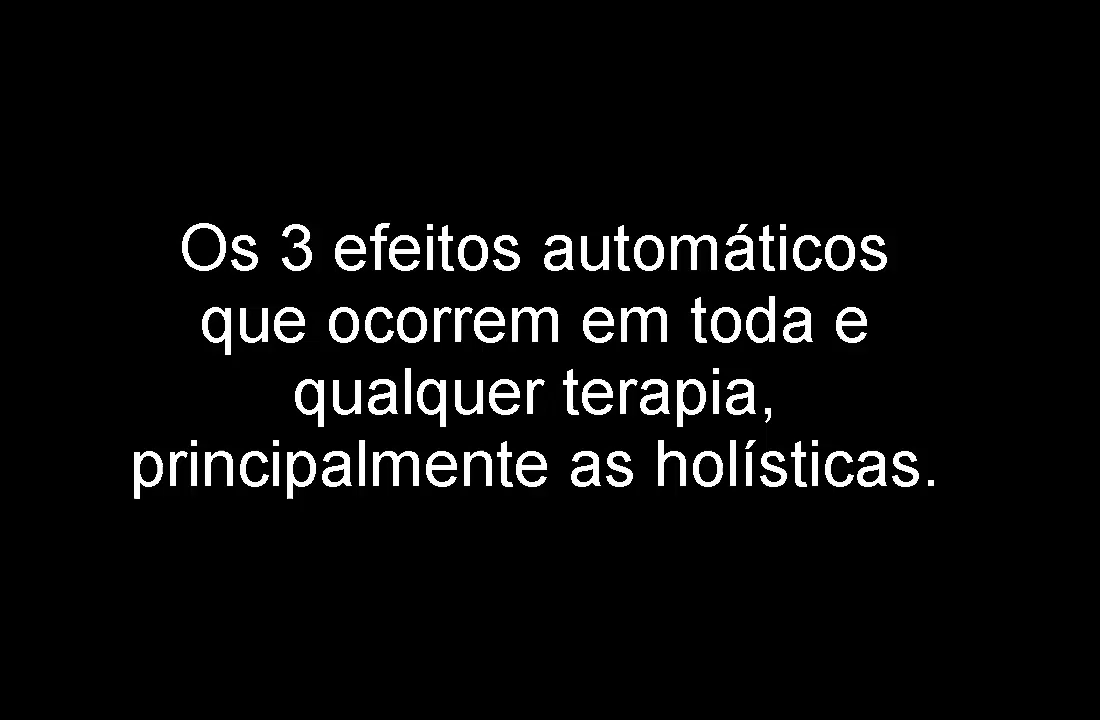 Os 3 efeitos automáticos
que ocorrem em toda e
qualquer terapia,
principalmente as holísticas.